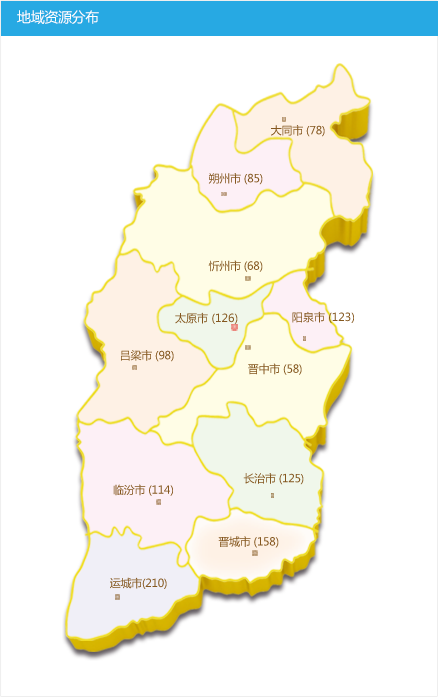 地域资源分布
大同市 (78)
朔州市 (85)
忻州市 (68)
太原市 (126)
阳泉市 (123)
吕梁市 (98)
晋中市 (58)
长治市 (125)
临汾市 (114)
晋城市 (158)
运城市(210)